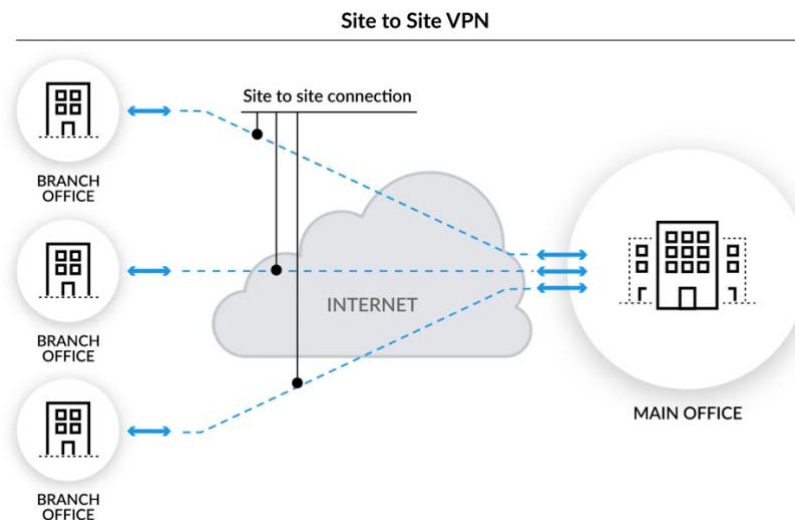 Site to Site VPN
Site to site connection
BRANCH
OFFICE
BRANCH
OFFICE
INTERNET
MAIN OFFICE
BRANCH
OFFICE